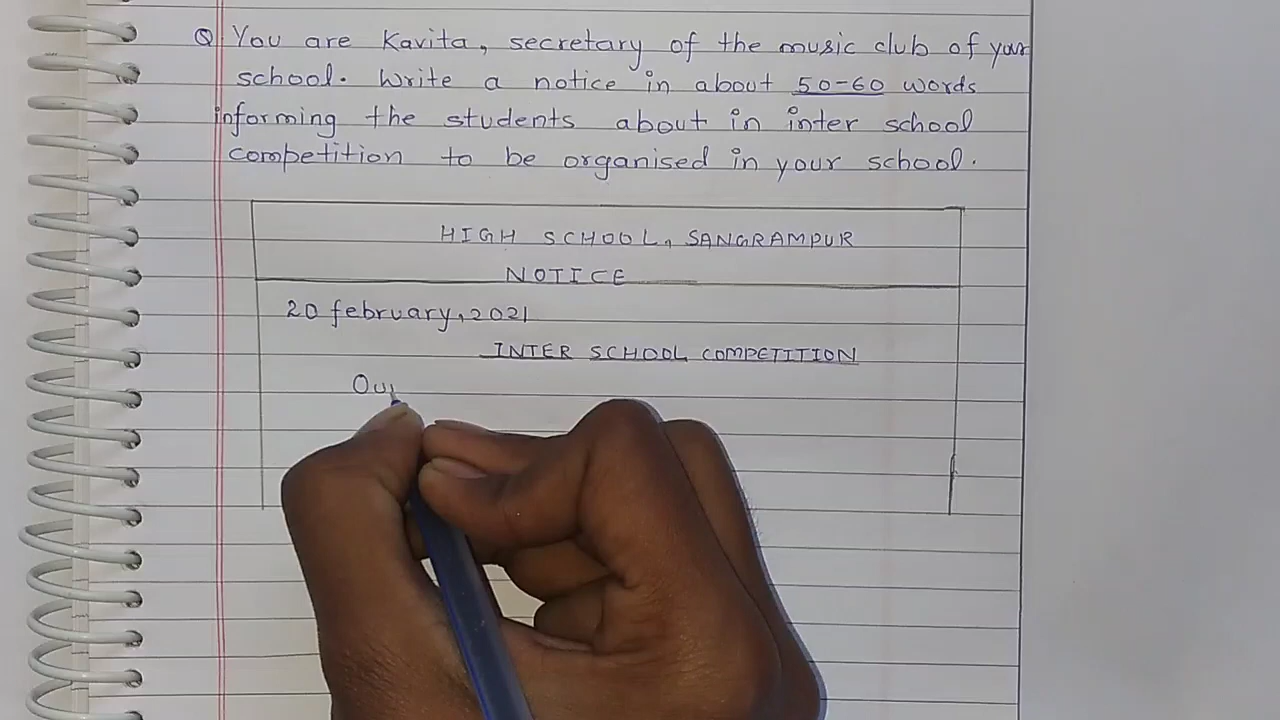 Q You are Kavita, secretary of the music club of your
school. Write a notice in about 50-60 words
informing the students about in inter school
competition to be organised in your school.
HIGH SCHOOL, SANGRAMPUR
NOTICE
20 february, 2021
INTER SCHOOL COMPETITION
Our